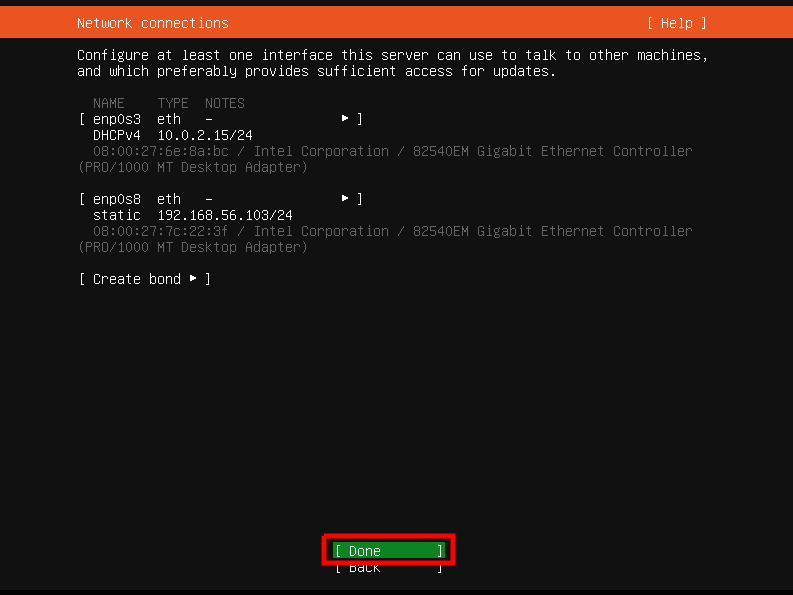 Network connections [ Help ]
Configure at least one interface this server can use to talk to other machines,
and which preferably provides sufficient access for updates.
NAME TYPE NOTES
[ enp0s3 eth - ▸ ]
DHCPv4 10.0.2.15/24
08:00:27:6e:8a:bc / Intel Corporation / 82540EM Gigabit Ethernet Controller
(PRO/1000 MT Desktop Adapter)
[ enp0s8 eth - ▸ ]
static 192.168.56.103/24
08:00:27:7c:22:3f / Intel Corporation / 82540EM Gigabit Ethernet Controller
(PRO/1000 MT Desktop Adapter)
[ Create bond ▸ ]
[ Done ]
[ Back ]